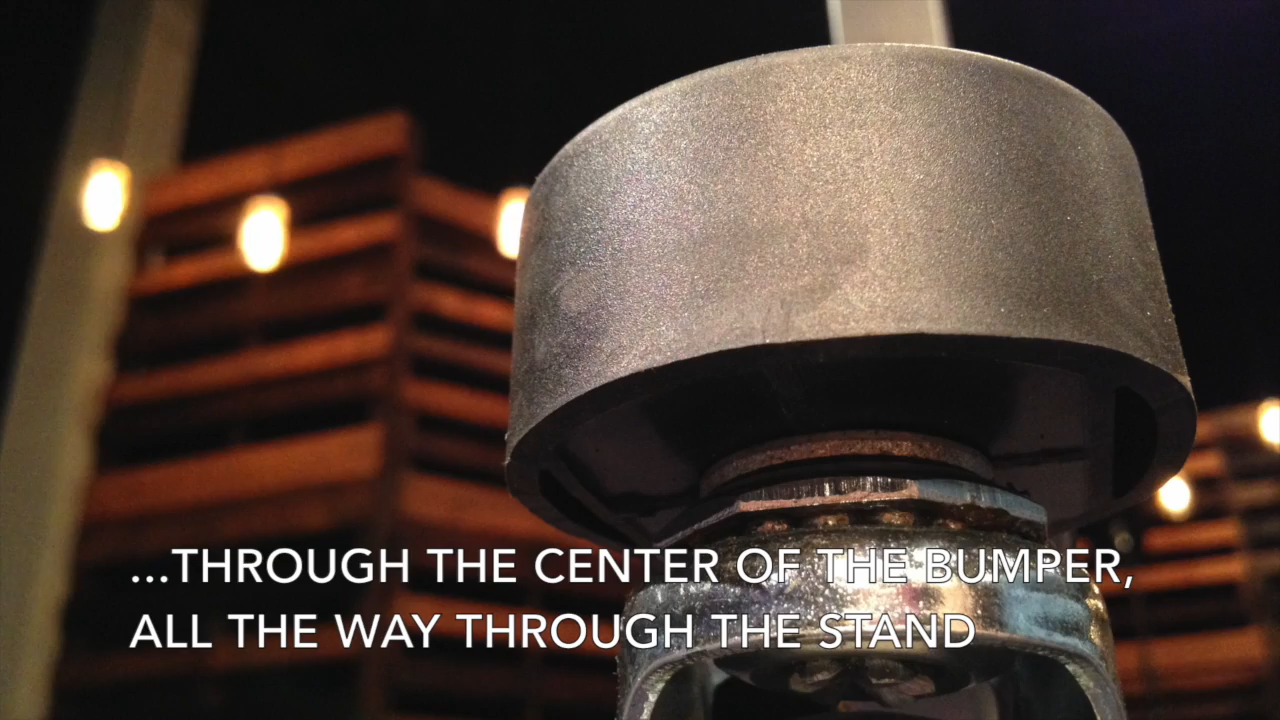 ...THROUGH THE CENTER OF THE BUMPER,
ALL THE WAY THROUGH THE STAND